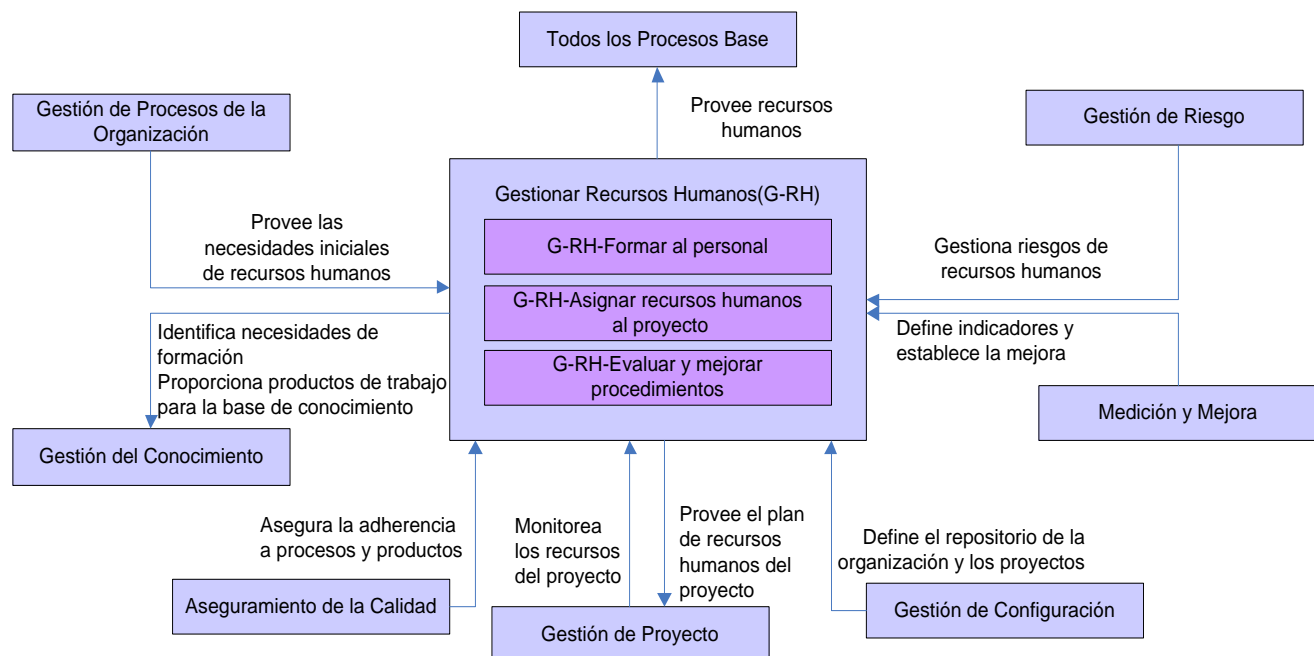 Todos los Procesos Base
Gestión de Procesos de la
Organización
Provee recursos
humanos
Gestión de Riesgo
Gestionar Recursos Humanos(G-RH)
G-RH-Formar al personal
G-RH-Asignar recursos humanos
al proyecto
G-RH-Evaluar y mejorar
procedimientos
Provee las
necesidades iniciales
de recursos humanos
Gestiona riesgos de
recursos humanos
Identifica necesidades de
formación
Proporciona productos de trabajo
para la base de conocimiento
Define indicadores y
establece la mejora
Medición y Mejora
Gestión del Conocimiento
Asegura la adherencia
a procesos y productos
Monitorea
los recursos
del proyecto
Provee el plan
de recursos
humanos del
proyecto
Define el repositorio de la
organización y los proyectos
Aseguramiento de la Calidad
Gestión de Proyecto
Gestión de Configuración